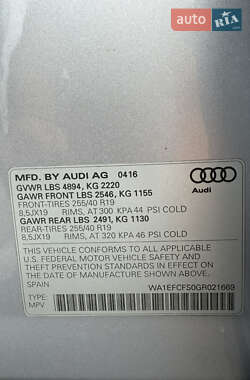 AUTO
RIA
MFD. BY AUDI AG 0416
GVWR LBS 4894, KG 2220
GAWR FRONT LBS 2546, KG 1155
FRONT-TIRES 255/40 R19
8,5JX19 RIMS, AT 300 KPA 44 PSI COLD
GAWR REAR LBS 2491, KG 1130
REAR-TIRES 255/40 R19
8,5JX19 RIMS, AT 320 KPA 46 PSI COLD
Audi
THIS VEHICLE CONFORMS TO ALL APPLICABLE
U.S. FEDERAL MOTOR VEHICLE SAFETY
THEFT PREVENTION STANDARDS IN EFFECT ON THE
DATE OF MANUFACTURE SHOWN ABOVE.
SPAIN
WA1EFCFS0GR021669
TYPE:
MPV